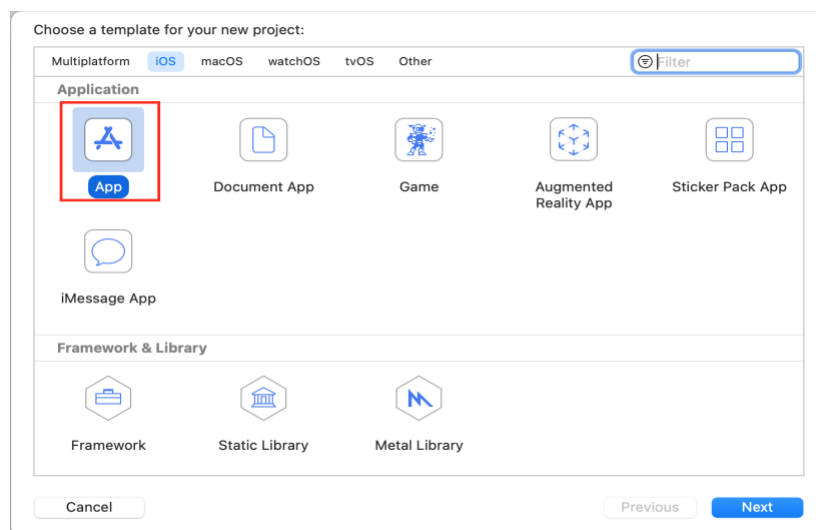 Choose a template for your new project:
Multiplatform iOS macOS watchOS tvOS Other Filter
Application
App Document App Game Augmented Reality App Sticker Pack App
iMessage App
Framework & Library
Framework Static Library Metal Library
Cancel Previous Next